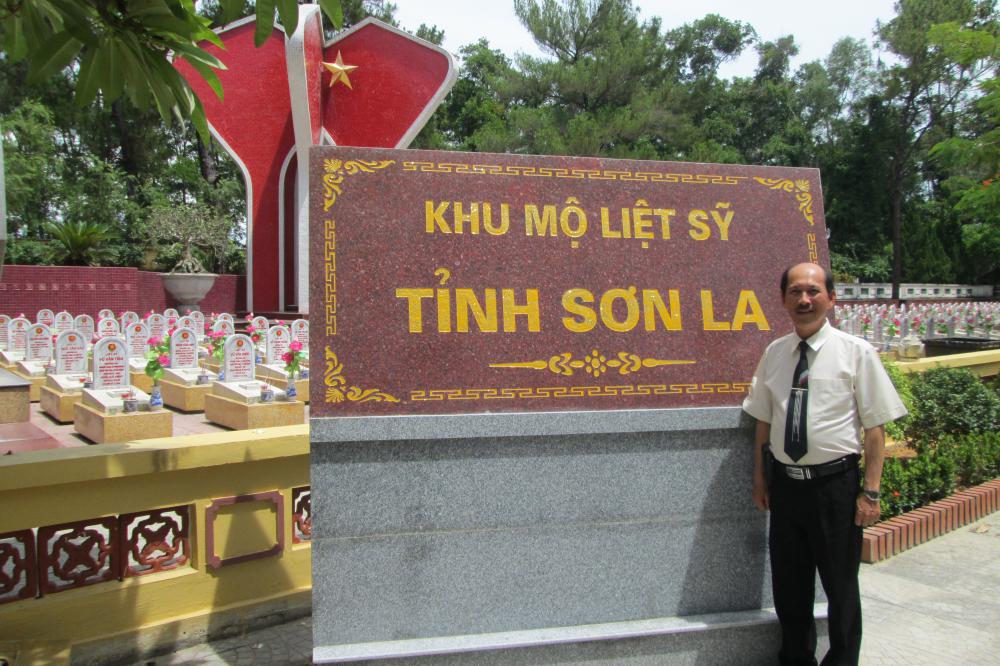 KHU MỘ LIỆT SỸ
TỈNH SƠN LA